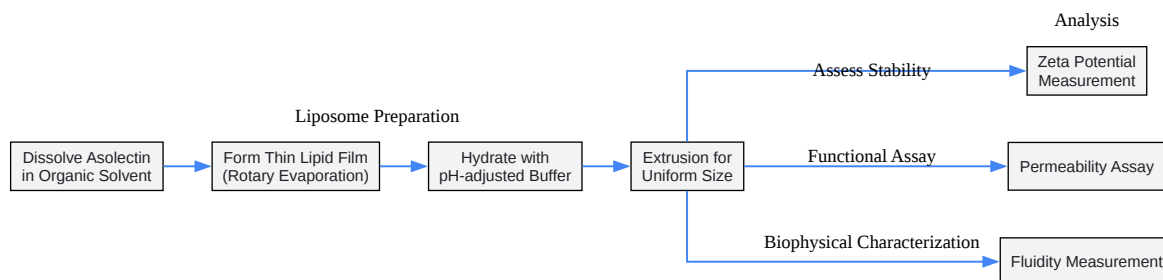 Analysis
Zeta Potential
Measurement
Assess Stability
Liposome Preparation
Dissolve Asolectin
in Organic Solvent
Form Thin Lipid Film
(Rotary Evaporation)
Hydrate with
pH-adjusted Buffer
Extrusion for
Uniform Size
Functional Assay
Permeability Assay
Biophysical Characterization
Fluidity Measurement